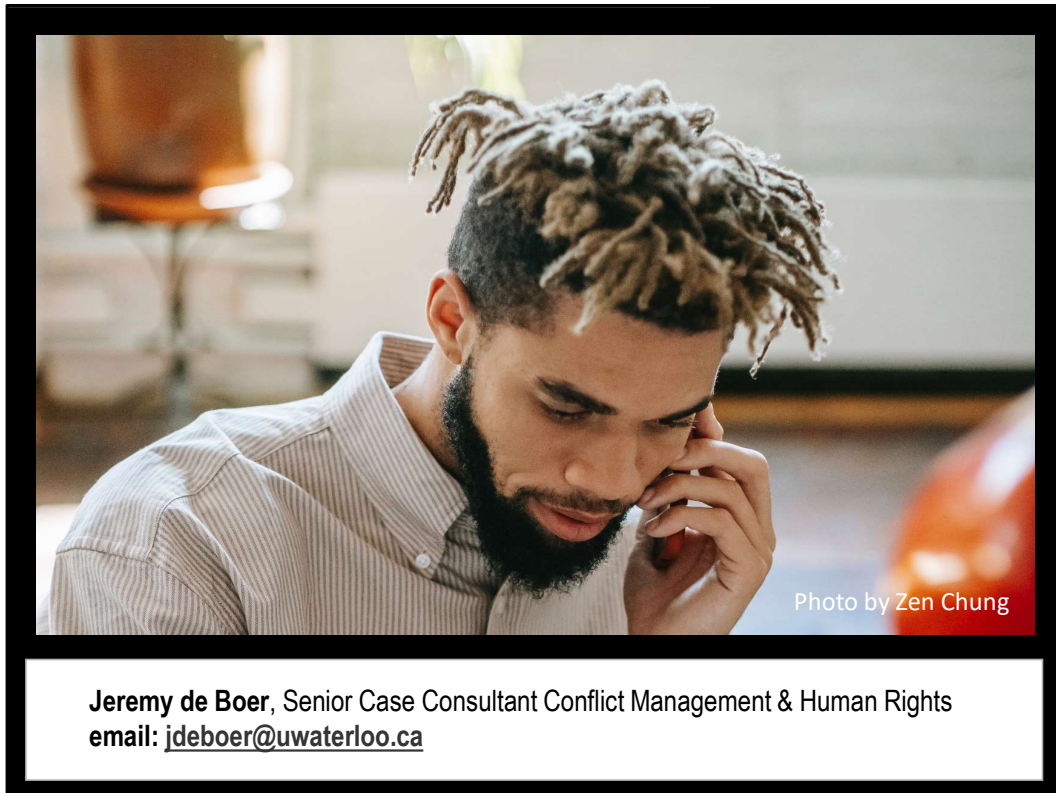 Photo by Zen Chung
Jeremy de Boer, Senior Case Consultant Conflict Management & Human Rights
email: jdeboer@uwaterloo.ca